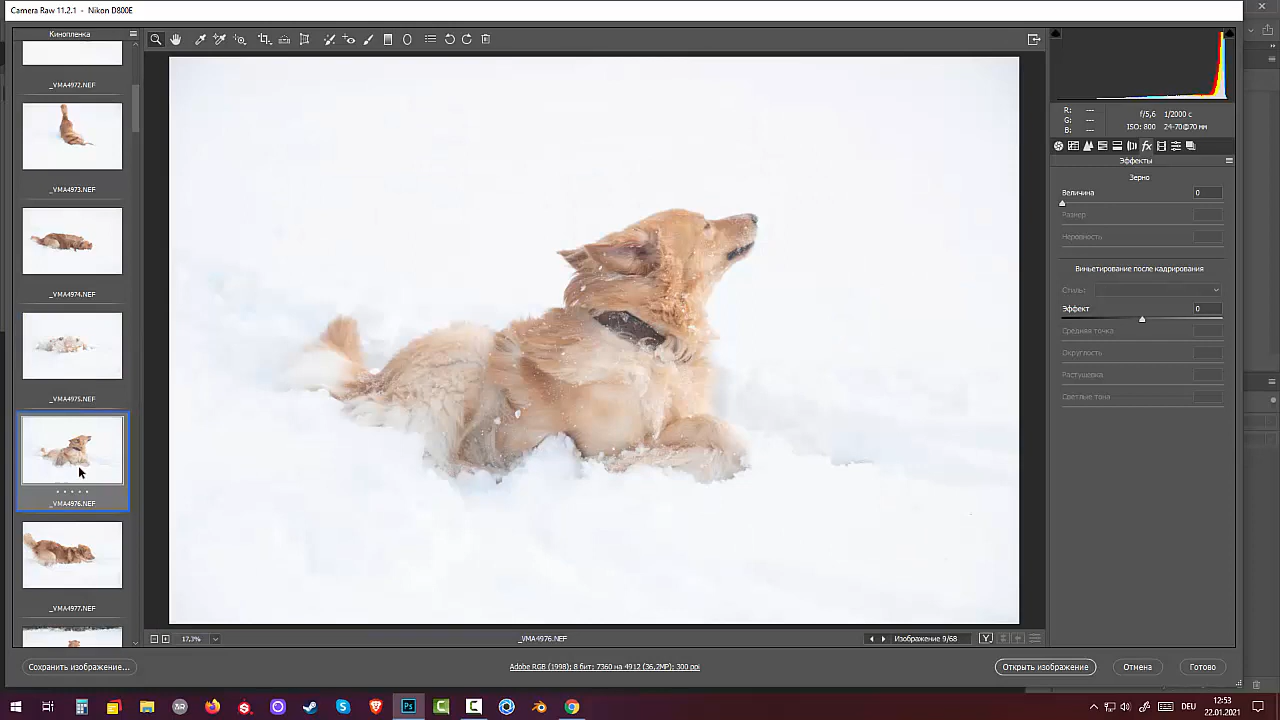 Camera Raw 11.2.1 - Nikon D800E
Кинопленка
_VMA4972.NEF
_VMA4973.NEF
_VMA4974.NEF
_VMA4975.NEF
_VMA4976.NEF
_VMA4977.NEF
Сохранить изображение...
17,3%
_VMA4976.NEF
Изображение 9/68
Y
Adobe RGB (1998); 8 бит; 7360 на 4912 (36,2MP); 300 ppi
Открыть изображение
Отмена
Готово
R: ---
G: ---
B: ---
f/5,6 1/2000 с
ISO: 800 24-70@70 мм
fx
Эффекты
Зерно
Величина 0
Размер
Неровность
Виньетирование после кадрирования
Стиль:
Эффект 0
Средняя точка
Округлость
Растушевка
Светлые тона
Ps
DEU
12:53
22.01.2021